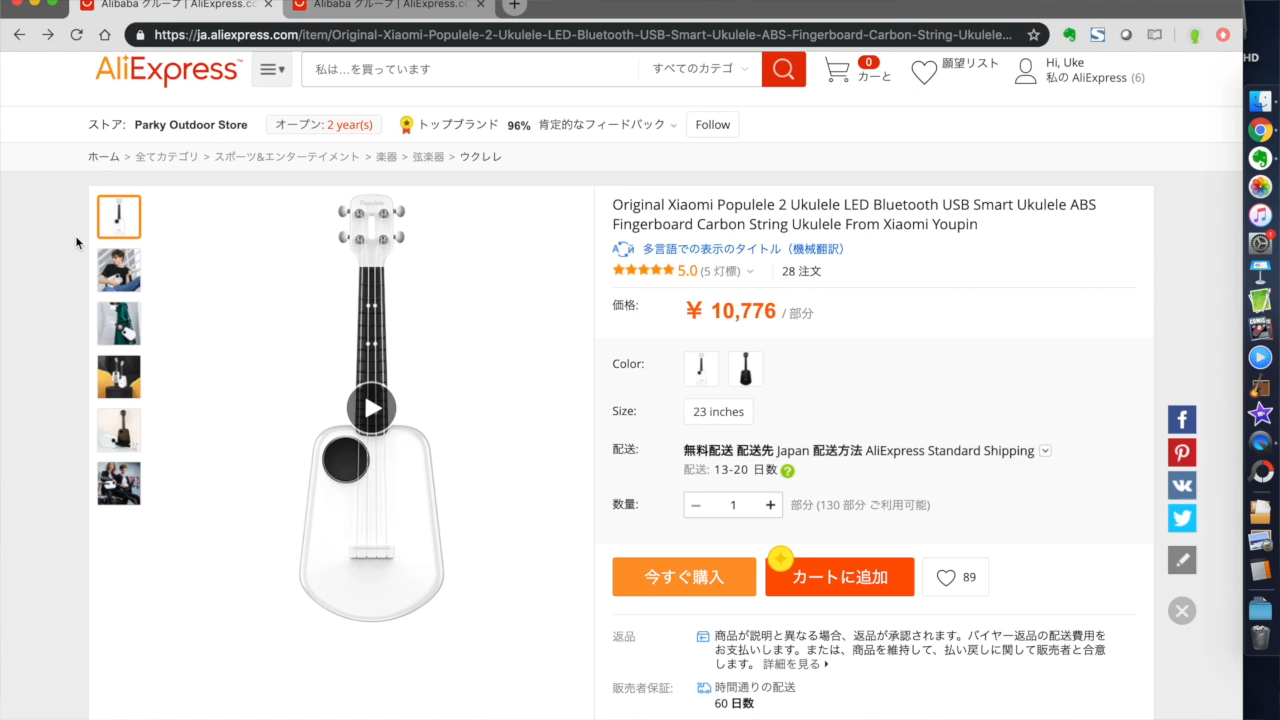 Alibaba グループ | AliExpress.co
Alibaba グループ | AliExpress.co
https://ja.aliexpress.com/item/Original-Xiaomi-Populele-2-Ukulele-LED-Bluetooth-USB-Smart-Ukulele-ABS-Fingerboard-Carbon-String-Ukulele...
HD
AliExpress™
私は...を買っています
すべてのカテゴ
0
カーと
願望リスト
Hi, Uke
私の AliExpress (6)
ストア: Parky Outdoor Store
オープン: 2 year(s)
トップブランド 96% 肯定的なフィードバック
Follow
ホーム > 全てカテゴリ > スポーツ&エンターテイメント > 楽器 > 弦楽器 > ウクレレ
Populele
Original Xiaomi Populele 2 Ukulele LED Bluetooth USB Smart Ukulele ABS
Fingerboard Carbon String Ukulele From Xiaomi Youpin
多言語での表示のタイトル（機械翻訳）
5.0 (5 灯標) 28 注文
価格: ¥ 10,776 / 部分
Color:
Size: 23 inches
配送: 無料配送 配送先 Japan 配送方法 AliExpress Standard Shipping
配送: 13-20 日数 ?
数量: − 1 + 部分 (130 部分 ご利用可能)
今すぐ購入
カートに追加
89
返品 商品が説明と異なる場合、返品が承認されます。バイヤー返品の配送費用を
お支払いします。または、商品を維持して、払い戻しに関して販売者と合意
します。 詳細を見る
販売者保証: 時間通りの配送
60 日数